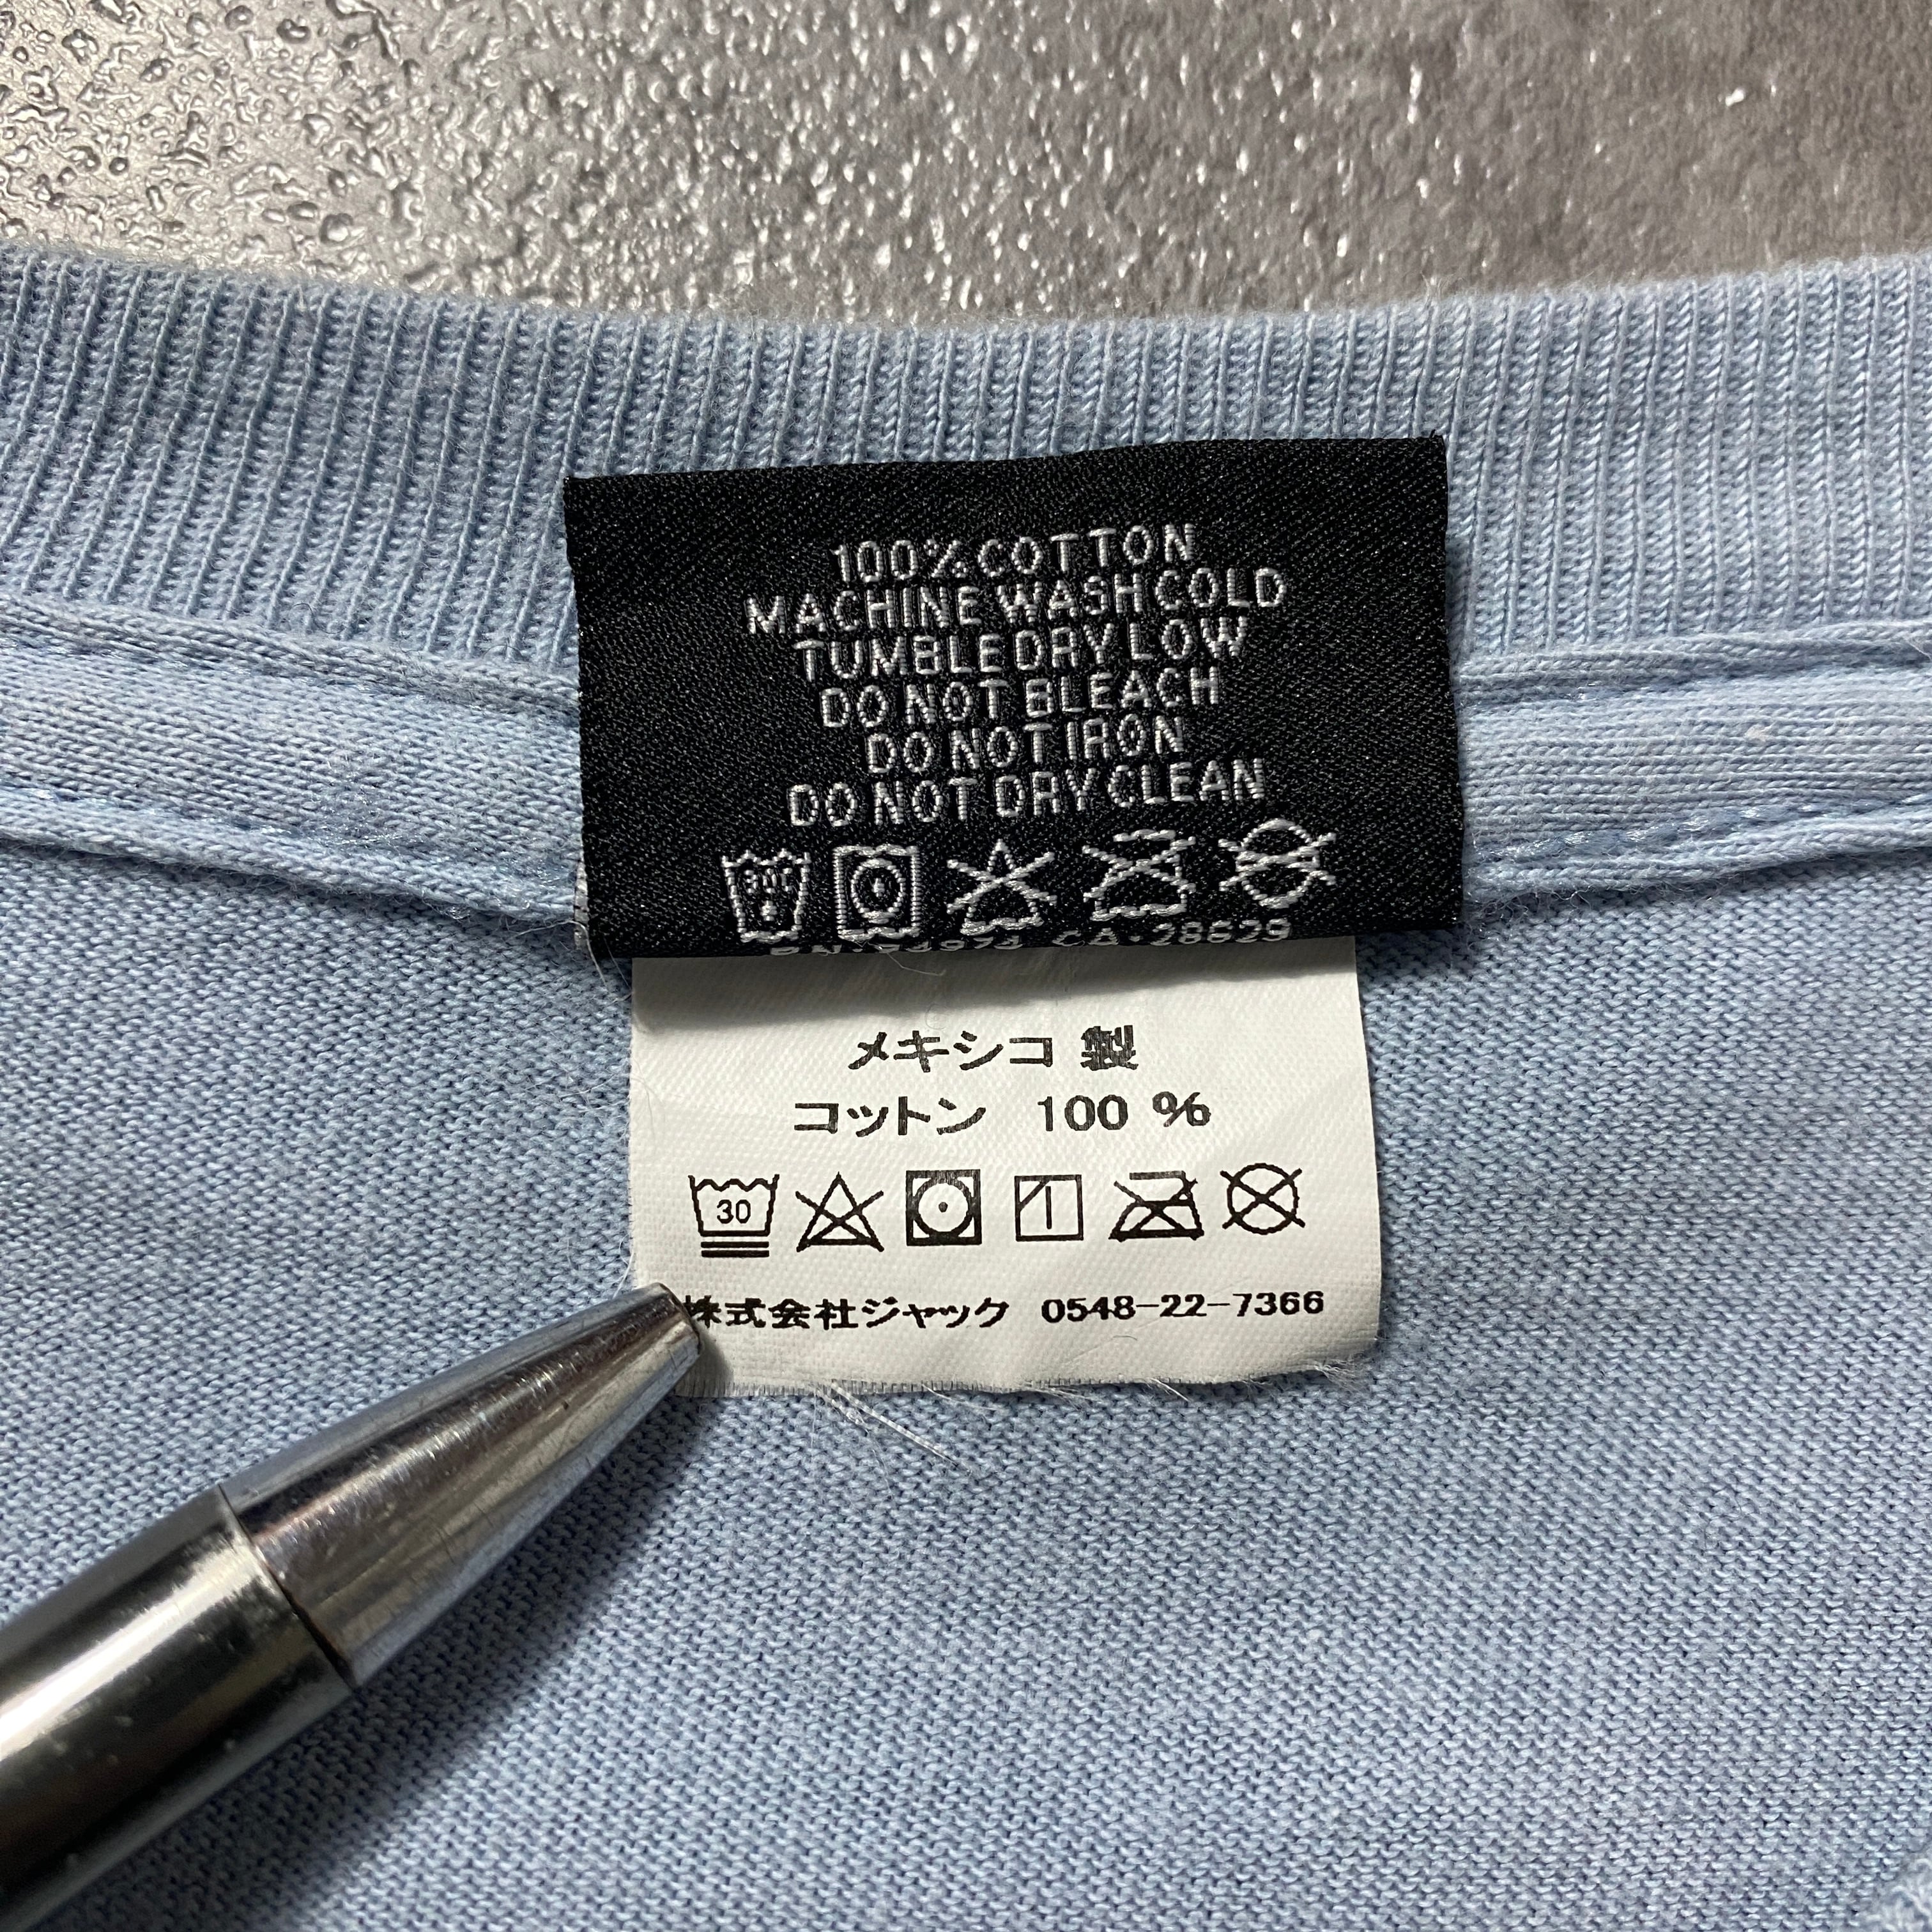 100% COTTON
MACHINE WASH COLD
TUMBLE DRY LOW
DO NOT BLEACH
DO NOT IRON
DO NOT DRY CLEAN
CA·28629
メキシコ 製
コットン 100 %
30
株式会社ジャック 0548-22-7366